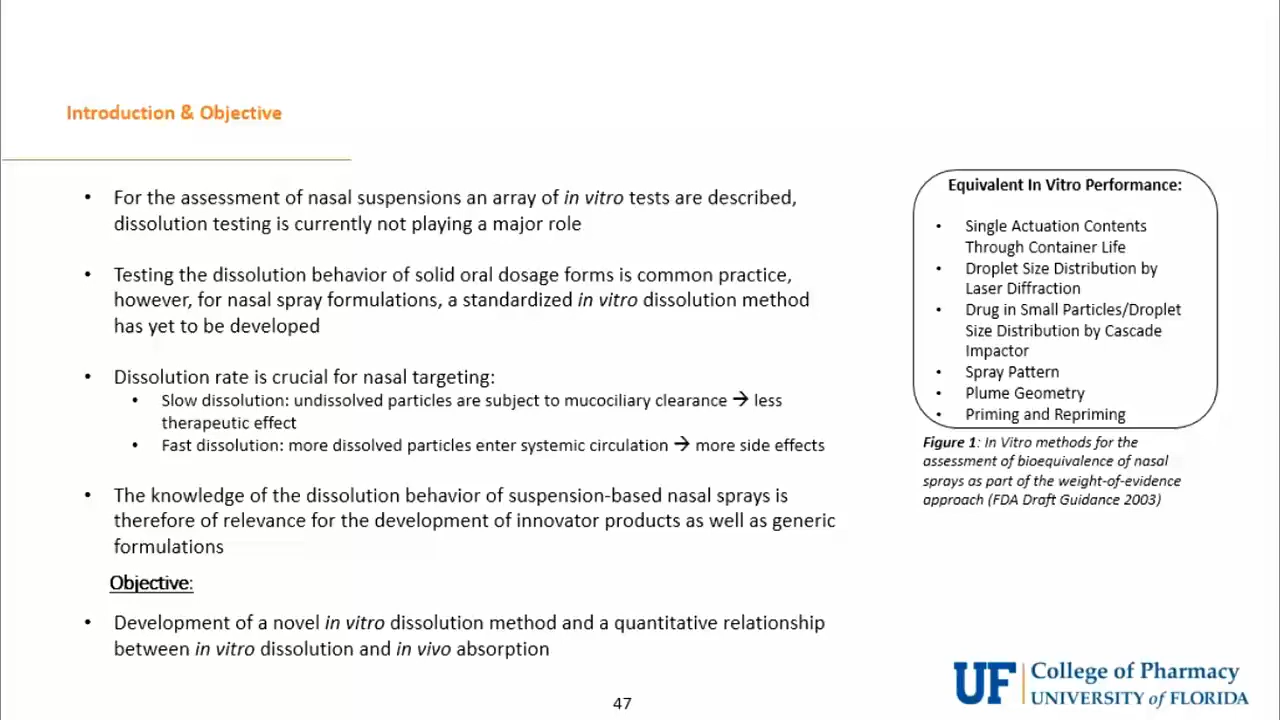 Introduction & Objective
• For the assessment of nasal suspensions an array of in vitro tests are described,
dissolution testing is currently not playing a major role
• Testing the dissolution behavior of solid oral dosage forms is common practice,
however, for nasal spray formulations, a standardized in vitro dissolution method
has yet to be developed
• Dissolution rate is crucial for nasal targeting:
• Slow dissolution: undissolved particles are subject to mucociliary clearance → less
therapeutic effect
• Fast dissolution: more dissolved particles enter systemic circulation → more side effects
• The knowledge of the dissolution behavior of suspension-based nasal sprays is
therefore of relevance for the development of innovator products as well as generic
formulations
Objective:
• Development of a novel in vitro dissolution method and a quantitative relationship
between in vitro dissolution and in vivo absorption
Equivalent In Vitro Performance:
• Single Actuation Contents
Through Container Life
• Droplet Size Distribution by
Laser Diffraction
• Drug in Small Particles/Droplet
Size Distribution by Cascade
Impactor
• Spray Pattern
• Plume Geometry
• Priming and Repriming
Figure 1: In Vitro methods for the
assessment of bioequivalence of nasal
sprays as part of the weight-of-evidence
approach (FDA Draft Guidance 2003)
47
UF College of Pharmacy
UNIVERSITY of FLORIDA